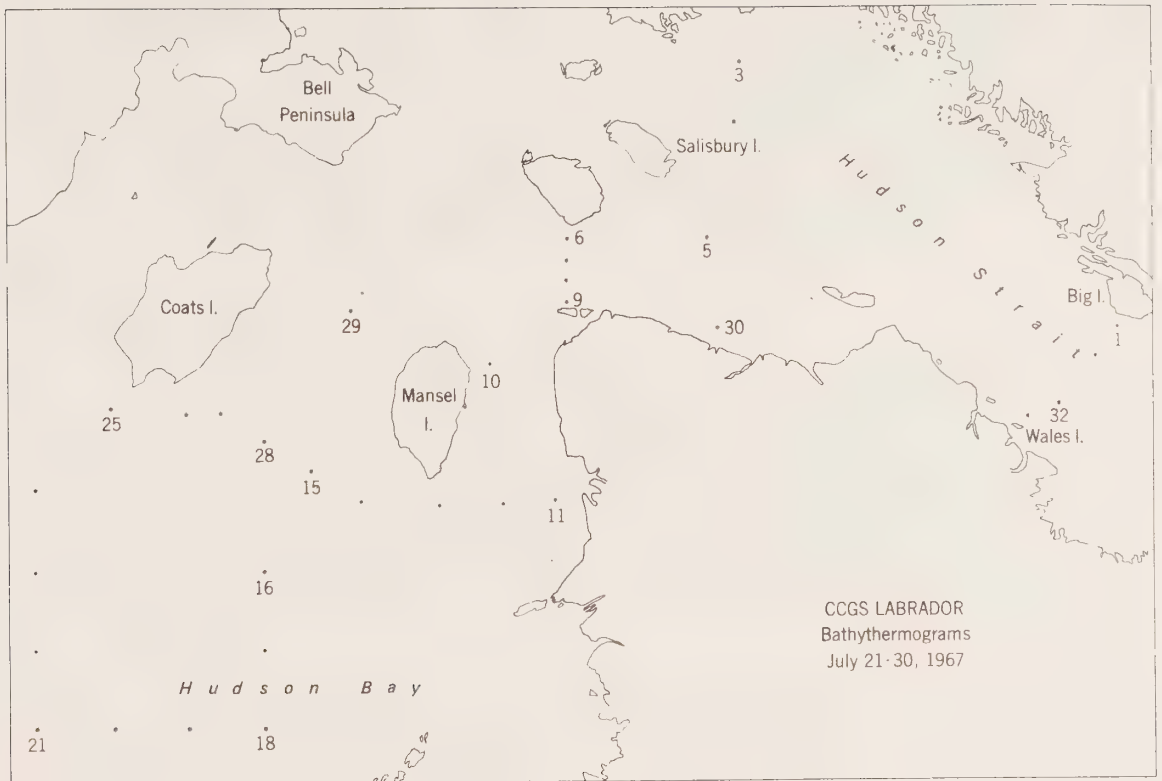 3
Bell
Peninsula
Salisbury I.
Hudson Strait
6
5
Coats I.
Big I.
9
29
30
1
10
Mansel
I.
25
32
Wales I.
28
15
11
16
CCGS LABRADOR
Bathythermograms
July 21-30, 1967
Hudson Bay
21
18